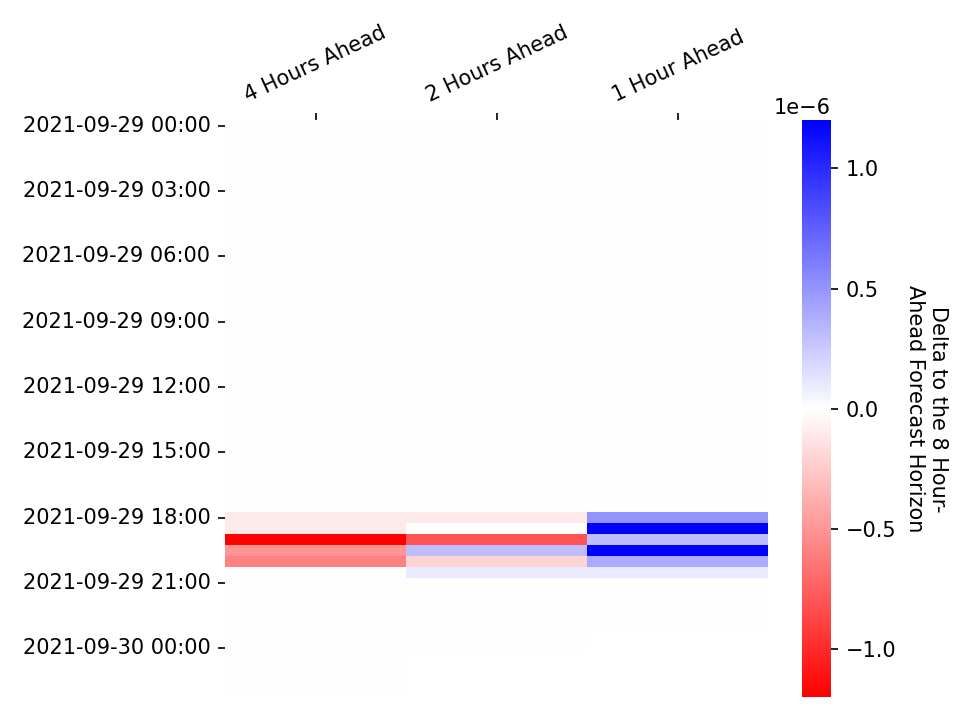 4 Hours Ahead
2 Hours Ahead
1 Hour Ahead
1e−6
2021-09-29 00:00
2021-09-29 03:00
2021-09-29 06:00
2021-09-29 09:00
2021-09-29 12:00
2021-09-29 15:00
2021-09-29 18:00
2021-09-29 21:00
2021-09-30 00:00
1.0
0.5
0.0
−0.5
−1.0
Delta to the 8 Hour-
Ahead Forecast Horizon